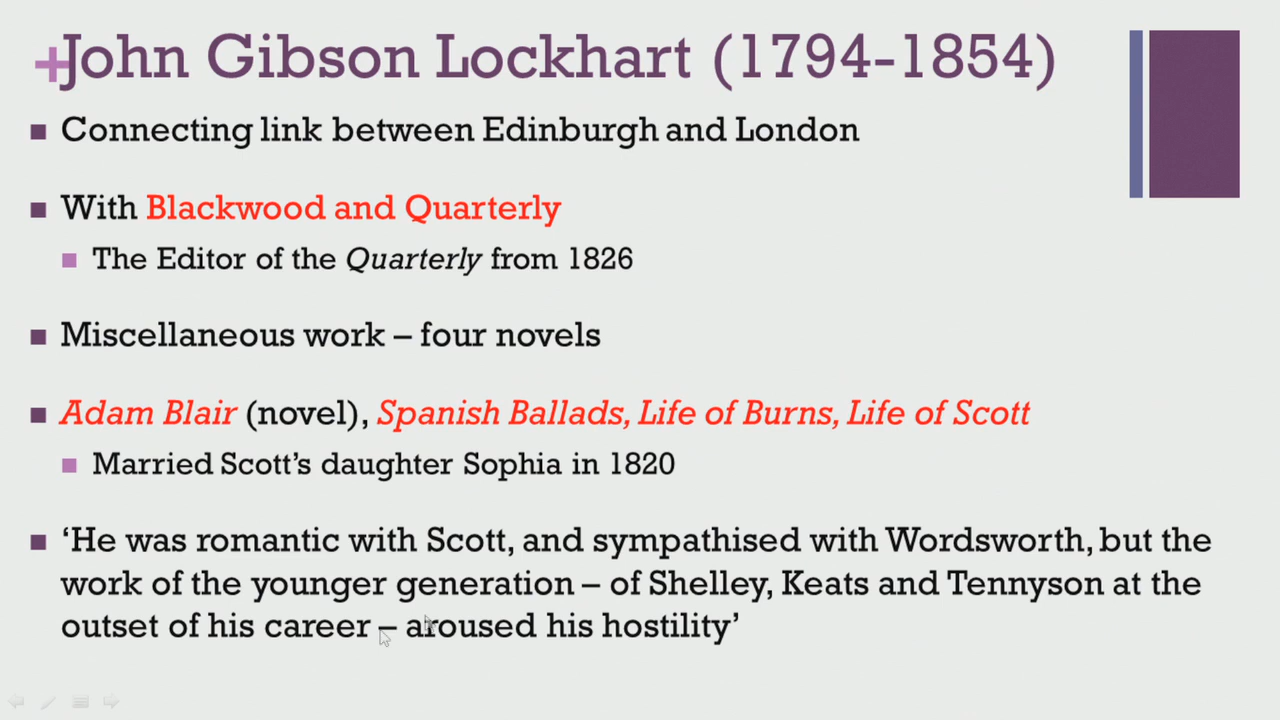 John Gibson Lockhart (1794-1854)
Connecting link between Edinburgh and London
With Blackwood and Quarterly
The Editor of the Quarterly from 1826
Miscellaneous work – four novels
Adam Blair (novel), Spanish Ballads, Life of Burns, Life of Scott
Married Scott’s daughter Sophia in 1820
‘He was romantic with Scott, and sympathised with Wordsworth, but the
work of the younger generation – of Shelley, Keats and Tennyson at the
outset of his career – aroused his hostility’